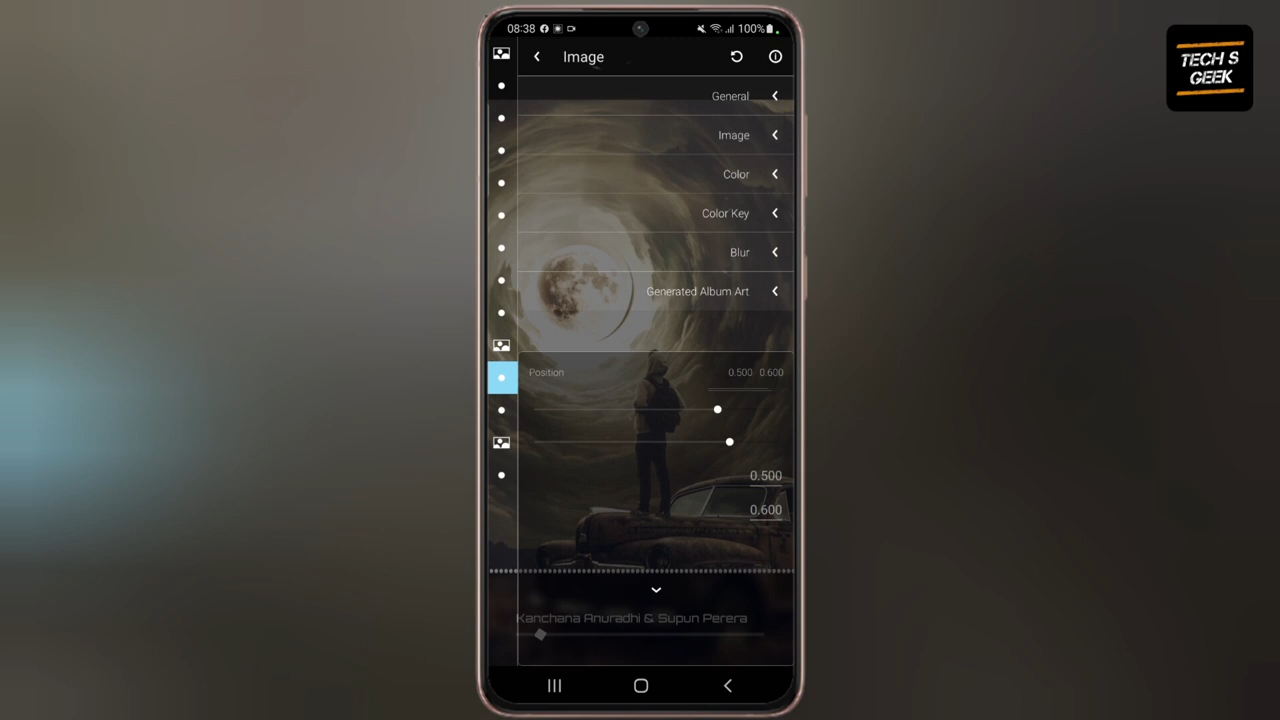 08:38
100%
Image
General
Image
Color
Color Key
Blur
Generated Album Art
Position 0.500 0.600
0.500
0.600
Kanchana Anuradhi & Supun Perera
TECH S
GEEK